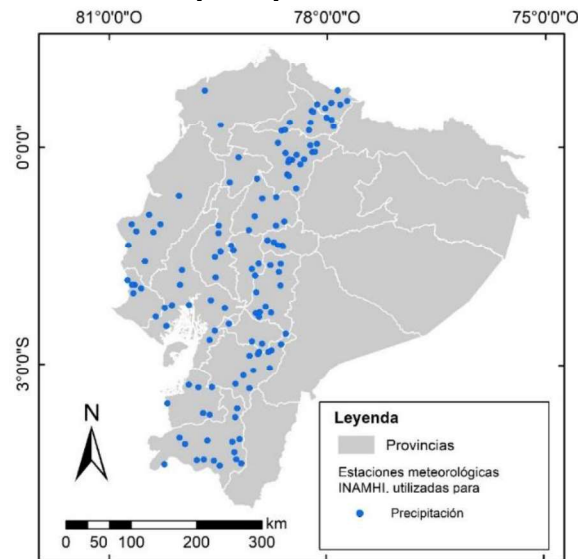 81°0'0"O 78°0'0"O 75°0'0"O
0°0'0"
3°0'0"S
N
km
0 50 100 200 300
Leyenda
Provincias
Estaciones meteorológicas
INAMHI, utilizadas para
Precipitación